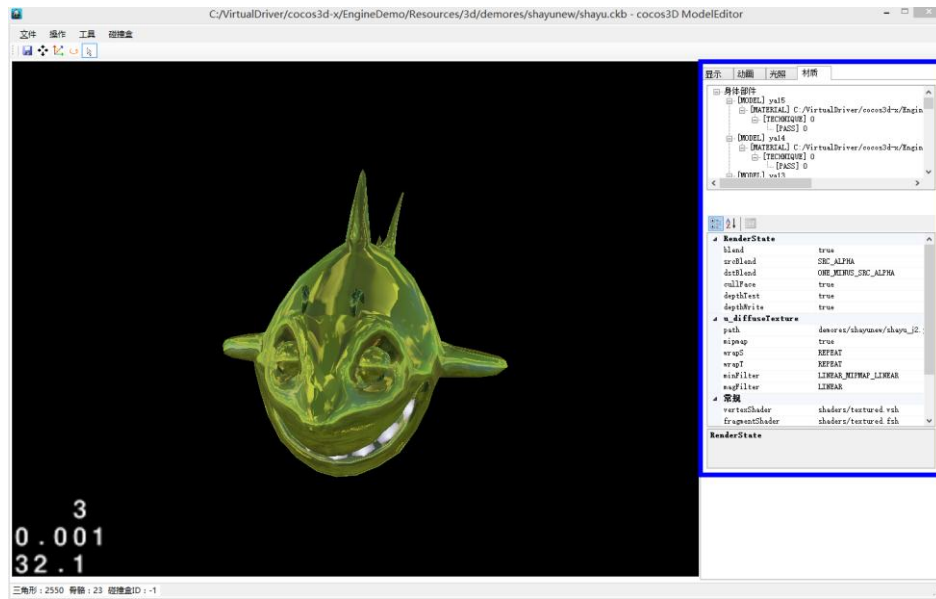 C:/VirtualDriver/cocos3d-x/EngineDemo/Resources/3d/demores/shayunew/shayu.ckb - cocos3D ModelEditor
文件 操作 工具 碰撞盒
显示 动画 光照 材质
身体部件
[MODEL] ya15
[MATERIAL] C:/VirtualDriver/cocos3d-x/Engin
[TECHNIQUE] 0
[PASS] 0
[MODEL] ya14
[MATERIAL] C:/VirtualDriver/cocos3d-x/Engin
[TECHNIQUE] 0
[PASS] 0
[MODEL] ya13
RenderState
blend true
srcBlend SRC_ALPHA
dstBlend ONE_MINUS_SRC_ALPHA
cullFace true
depthTest true
depthWrite true
u_diffuseTexture
path demores/shayunew/shayu_j2.
mipmap true
wrapS REPEAT
wrapT REPEAT
minFilter LINEAR_MIPMAP_LINEAR
magFilter LINEAR
常规
vertexShader shaders/textured.vsh
fragmentShader shaders/textured.fsh
RenderState
3
0.001
32.1
三角形：2550 骨骼：23 碰撞盒ID：-1